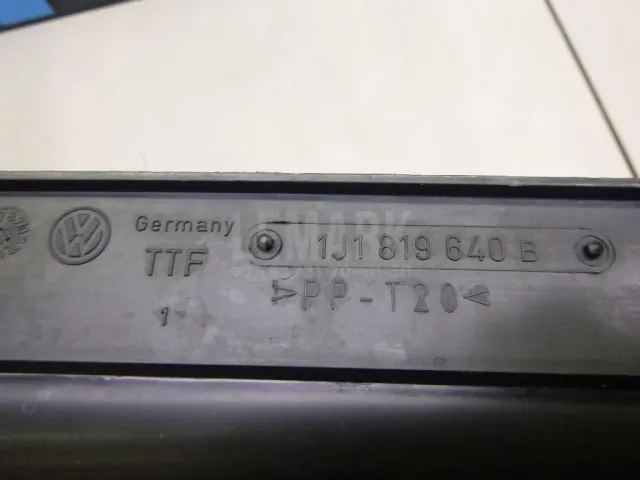 Germany
TTF
1J1 819 640 B
>PP-T20<
1